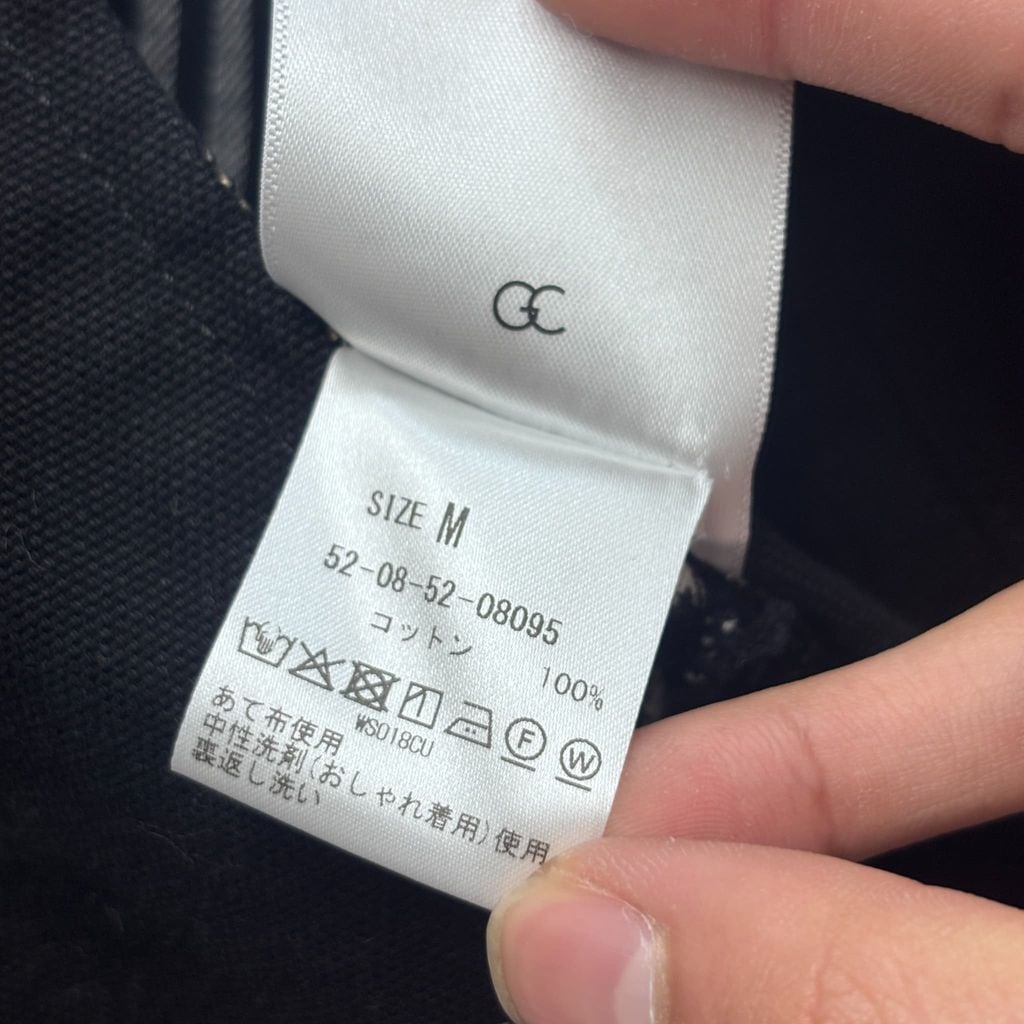 GC
SIZE M
52-08-52-08095
コットン 100%
F W
WS018CU
あて布使用
中性洗剤(おしゃれ着用)使用
裏返し洗い